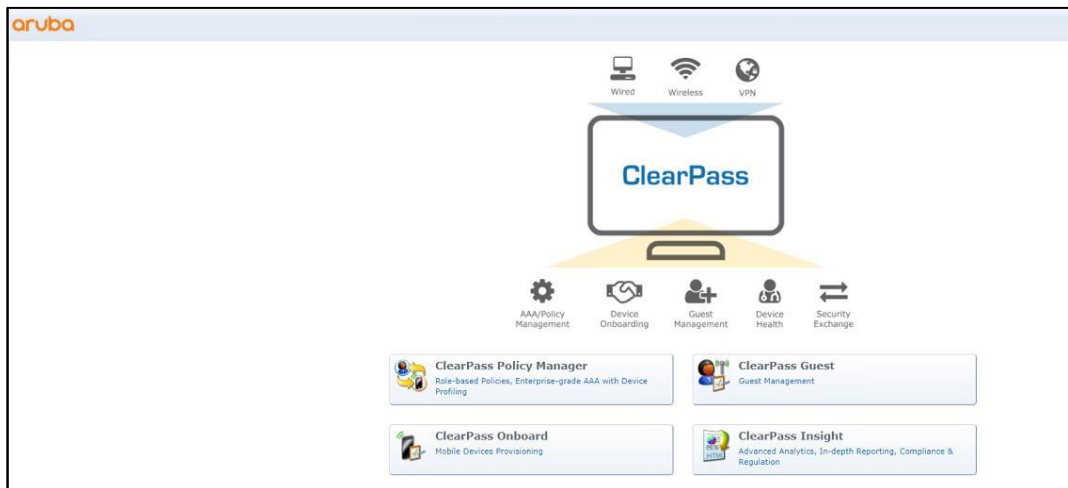 aruba
Wired Wireless VPN
ClearPass
AAA/Policy
Management
Device
Onboarding
Guest
Management
Device
Health
Security
Exchange
ClearPass Policy Manager
Role-based Policies, Enterprise-grade AAA with Device
Profiling
ClearPass Guest
Guest Management
ClearPass Onboard
Mobile Devices Provisioning
ClearPass Insight
Advanced Analytics, In-depth Reporting, Compliance &
Regulation